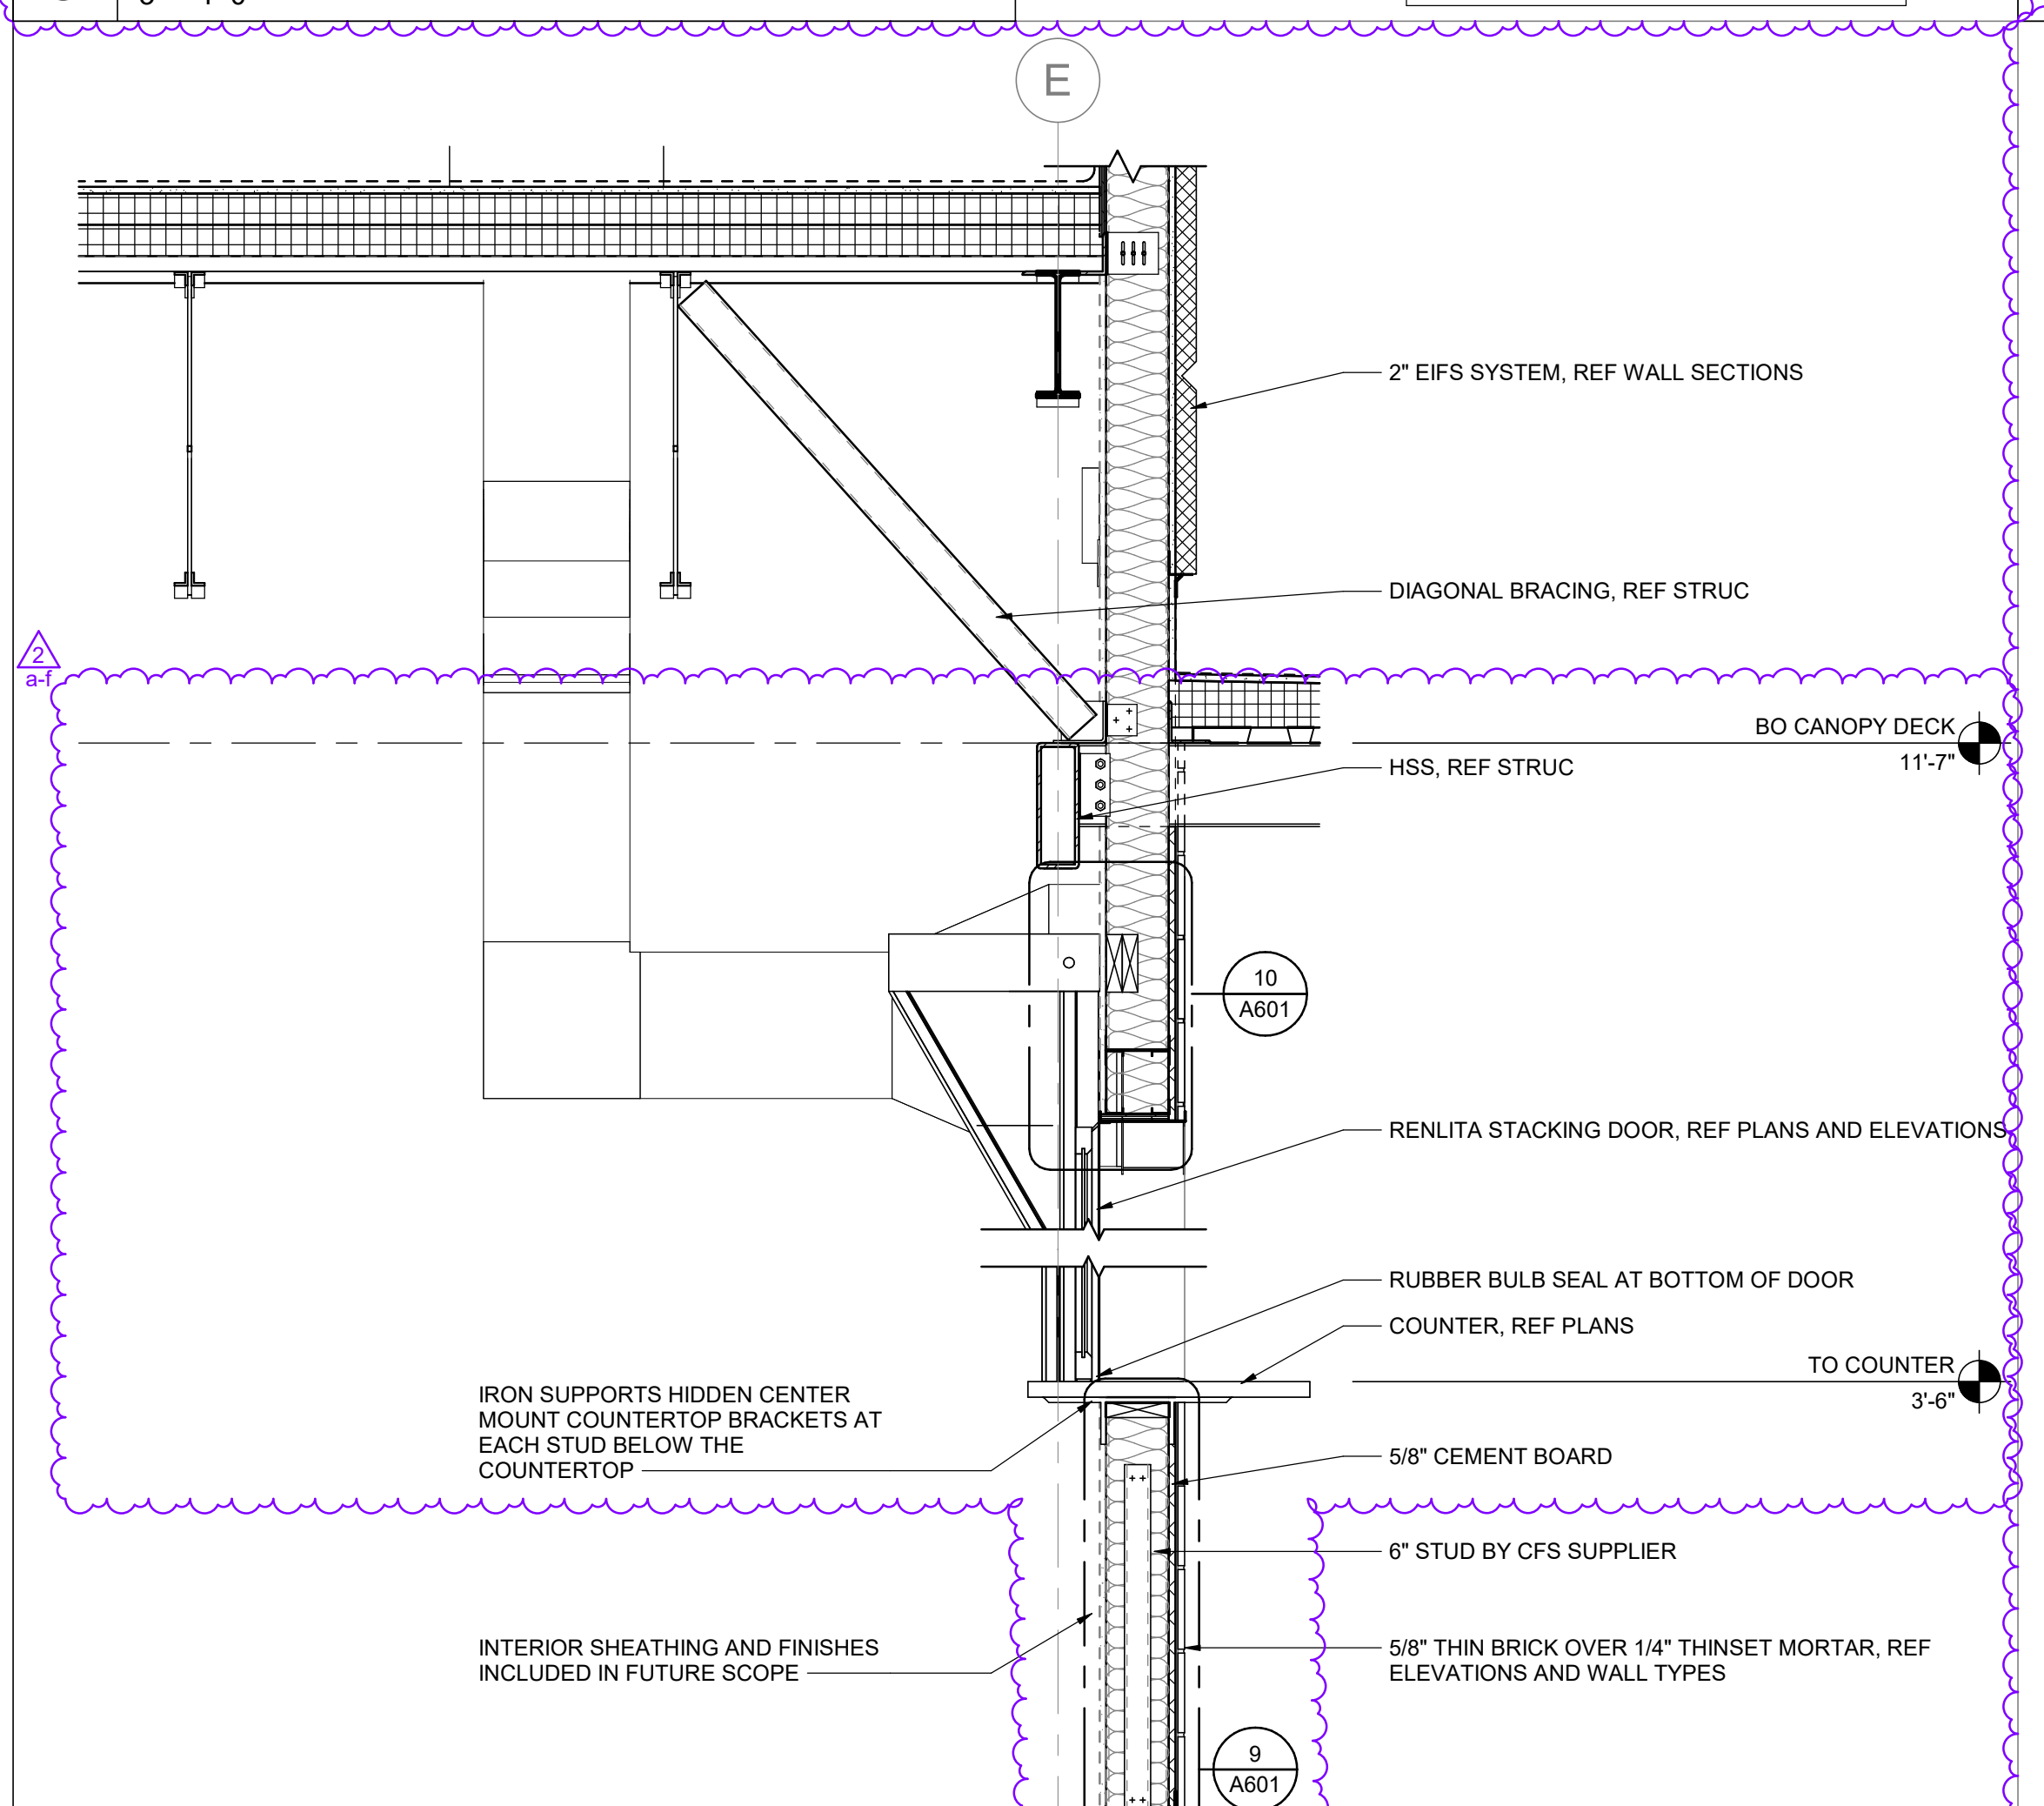 E
2" EIFS SYSTEM, REF WALL SECTIONS
DIAGONAL BRACING, REF STRUC
2
a-f
BO CANOPY DECK
11'-7"
HSS, REF STRUC
10
A601
RENLITA STACKING DOOR, REF PLANS AND ELEVATIONS
RUBBER BULB SEAL AT BOTTOM OF DOOR
COUNTER, REF PLANS
TO COUNTER
3'-6"
IRON SUPPORTS HIDDEN CENTER
MOUNT COUNTERTOP BRACKETS AT
EACH STUD BELOW THE
COUNTERTOP
5/8" CEMENT BOARD
6" STUD BY CFS SUPPLIER
INTERIOR SHEATHING AND FINISHES
INCLUDED IN FUTURE SCOPE
5/8" THIN BRICK OVER 1/4" THINSET MORTAR, REF
ELEVATIONS AND WALL TYPES
9
A601